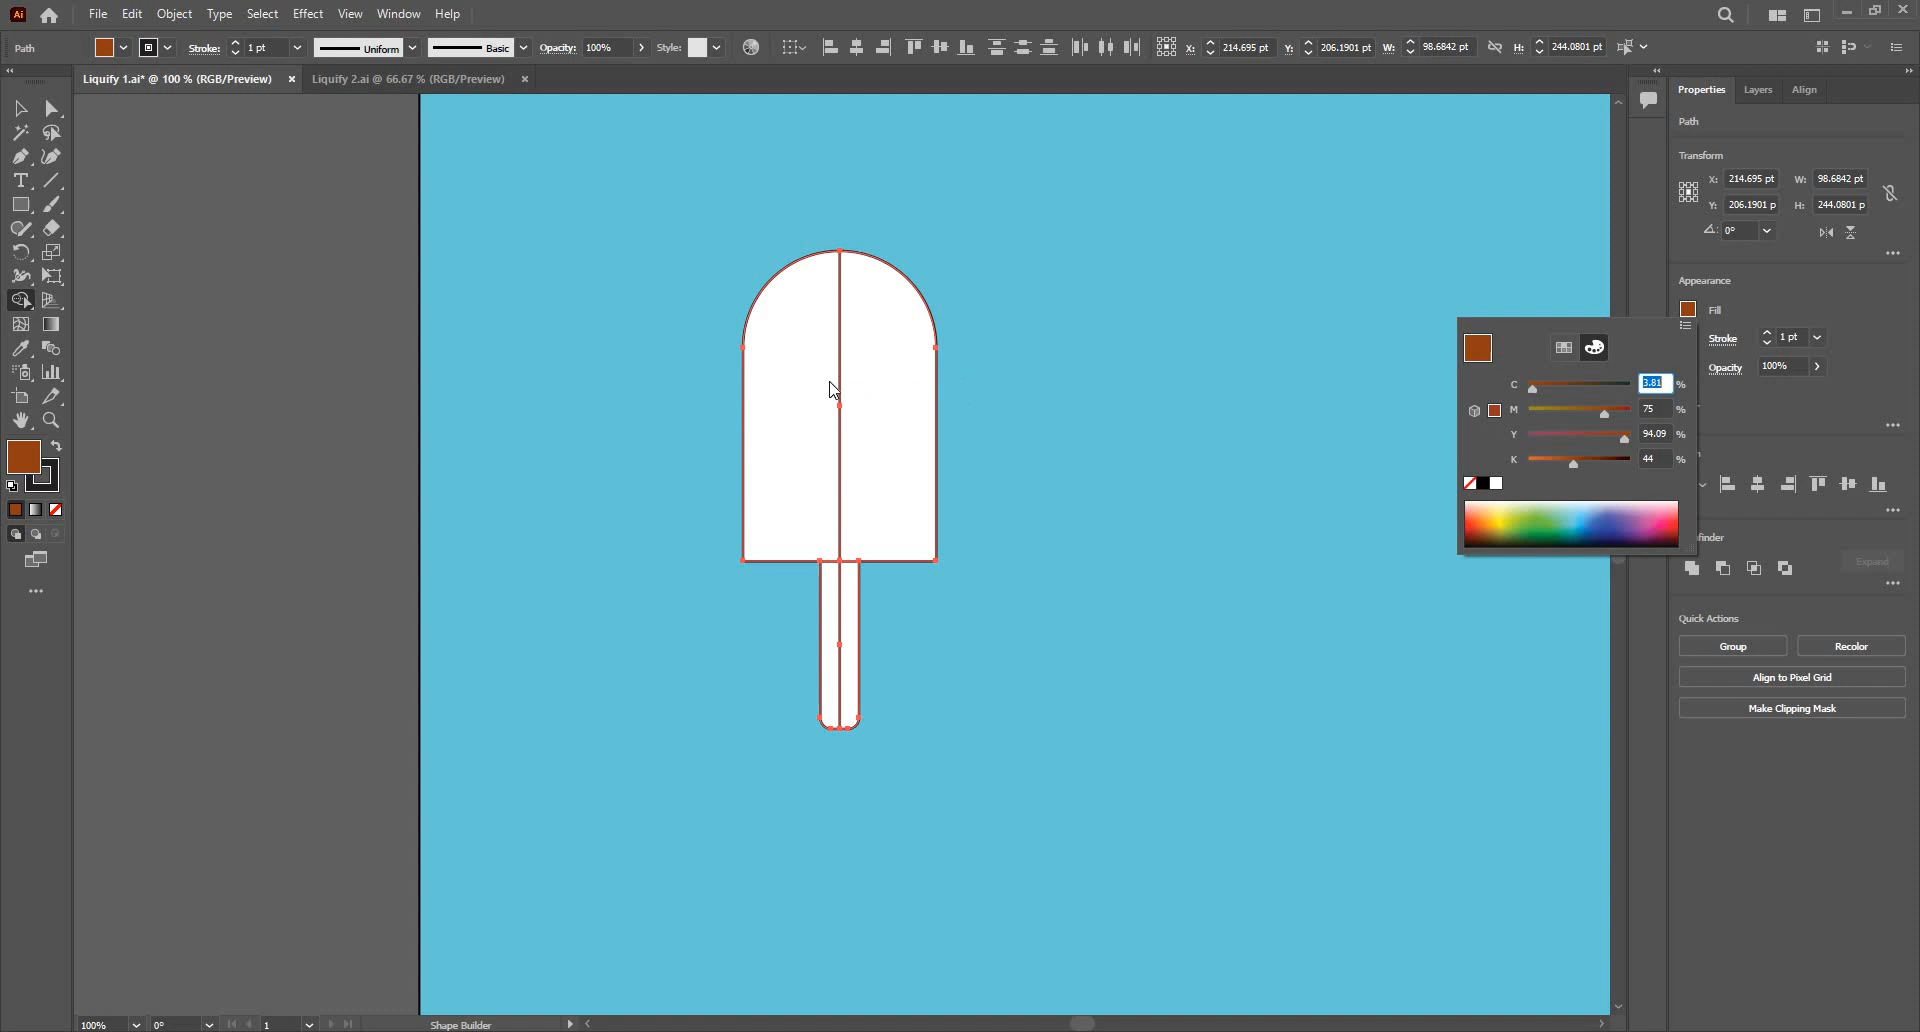 Ai File Edit Object Type Select Effect View Window Help
Path Stroke: 1 pt Uniform Basic Opacity: 100% Style: X: 214.695 pt Y: 206.1901 pt W: 98.6842 pt H: 244.0801 pt
Liquify 1.ai* @ 100 % (RGB/Preview) × Liquify 2.ai @ 66.67 % (RGB/Preview) ×
Properties Layers Align
Path
Transform
X: 214.695 pt W: 98.6842 pt
Y: 206.1901 p H: 244.0801 p
0°
Appearance
Fill
Stroke 1 pt
Opacity 100%
C 3.81 %
M 75 %
Y 94.09 %
K 44 %
n
finder
Expand
Quick Actions
Group Recolor
Align to Pixel Grid
Make Clipping Mask
100% 0° 1 Shape Builder